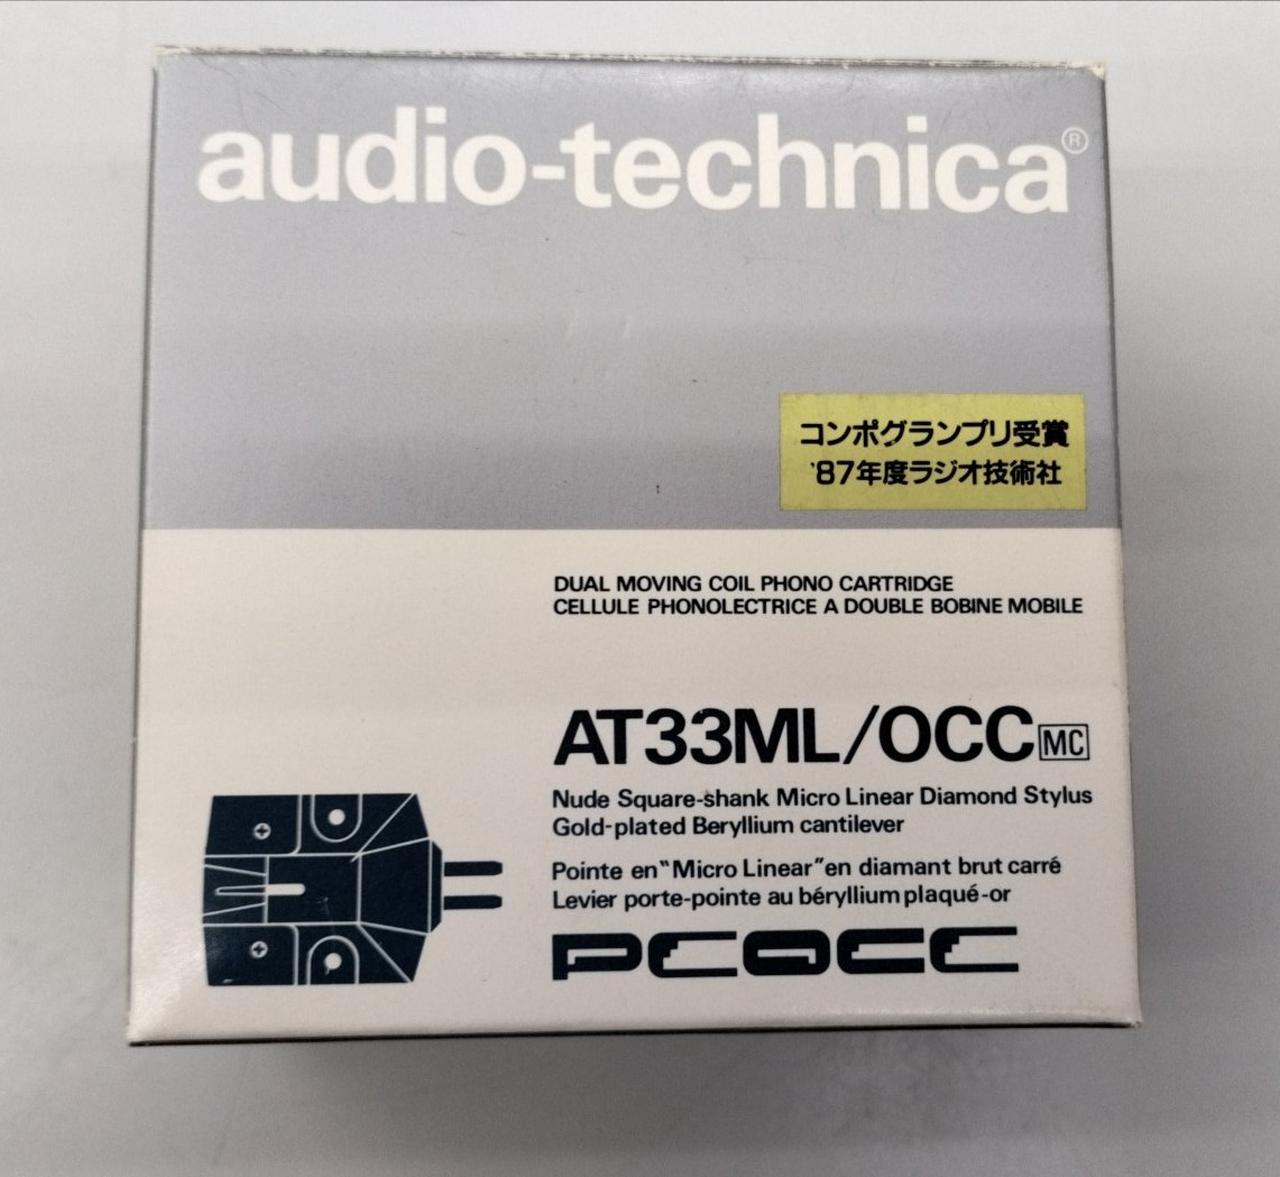 audio-technica®
コンポグランプリ受賞
'87年度ラジオ技術社
DUAL MOVING COIL PHONO CARTRIDGE
CELLULE PHONOLECTRICE A DOUBLE BOBINE MOBILE
AT33ML/OCC MC
Nude Square-shank Micro Linear Diamond Stylus
Gold-plated Beryllium cantilever
Pointe en "Micro Linear" en diamant brut carré
Levier porte-pointe au béryllium plaqué-or
PCOCC